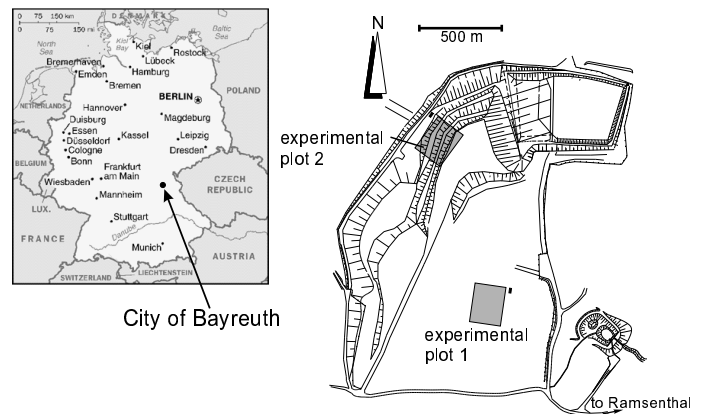 0 75 150 km
0 75 150 mi
DENMARK
Baltic
Sea
North
Sea
Kiel
Bay
Kiel
Rostock
Lübeck
Bremerhaven
Hamburg
Emden
Bremen
POLAND
BERLIN
Hannover
NETHERLANDS
Magdeburg
Duisburg
Essen
Düsseldorf
Kassel
Leipzig
Cologne
Dresden
Bonn
BELGIUM
Frankfurt
am Main
Wiesbaden
CZECH
REPUBLIC
LUX.
Mannheim
Stuttgart
FRANCE
Danube
Munich
AUSTRIA
SWITZERLAND
LIECHTENSTEIN
City of Bayreuth
N
500 m
experimental
plot 2
experimental
plot 1
to Ramsenthal